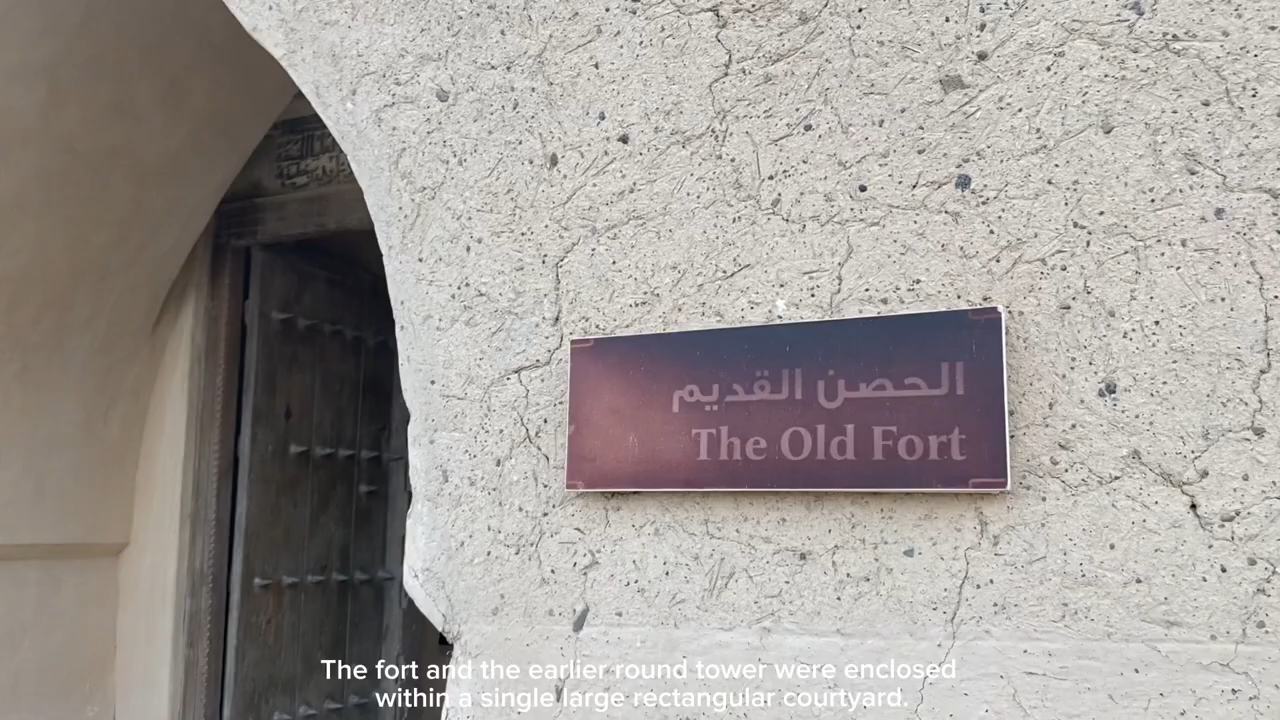 الحصن القديم
The Old Fort
The fort and the earlier round tower were enclosed
within a single large rectangular courtyard.